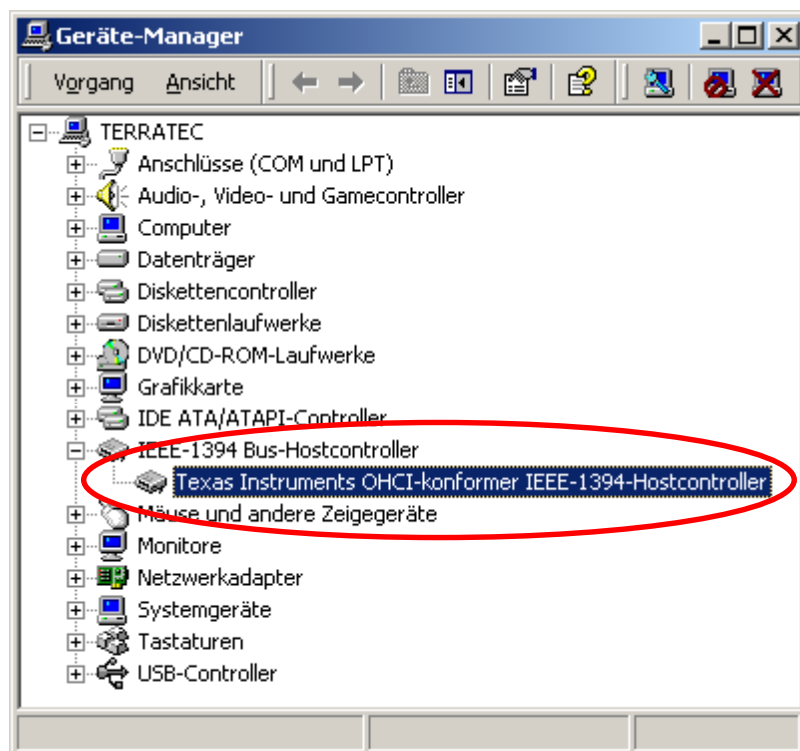 Geräte-Manager
Vorgang Ansicht
TERRATEC
Anschlüsse (COM und LPT)
Audio-, Video- und Gamecontroller
Computer
Datenträger
Diskettencontroller
Diskettenlaufwerke
DVD/CD-ROM-Laufwerke
Grafikkarte
IDE ATA/ATAPI-Controller
IEEE-1394 Bus-Hostcontroller
Texas Instruments OHCI-konformer IEEE-1394-Hostcontroller
Mäuse und andere Zeigegeräte
Monitore
Netzwerkadapter
Systemgeräte
Tastaturen
USB-Controller